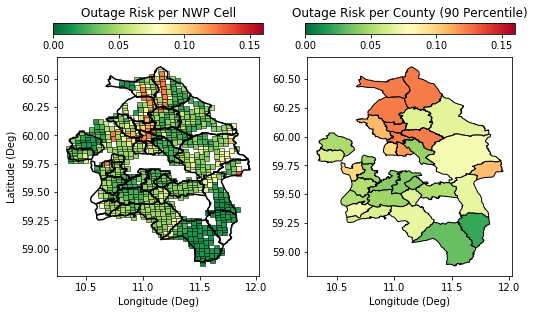 Outage Risk per NWP Cell
0.00 0.05 0.10 0.15
60.50
60.25
60.00
59.75
59.50
59.25
59.00
Latitude (Deg)
10.5 11.0 11.5 12.0
Longitude (Deg)
Outage Risk per County (90 Percentile)
0.00 0.05 0.10 0.15
60.50
60.25
60.00
59.75
59.50
59.25
59.00
10.5 11.0 11.5 12.0
Longitude (Deg)